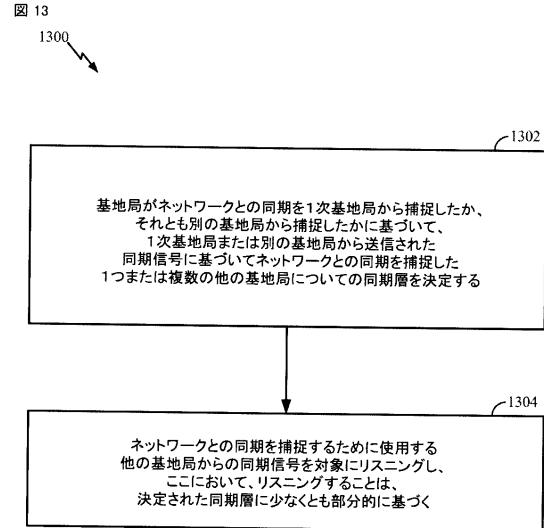 図 13
1300
1302
基地局がネットワークとの同期を1次基地局から捕捉したか、
それとも別の基地局から捕捉したかに基づいて、
1次基地局または別の基地局から送信された
同期信号に基づいてネットワークとの同期を捕捉した
1つまたは複数の他の基地局についての同期層を決定する
1304
ネットワークとの同期を捕捉するために使用する
他の基地局からの同期信号を対象にリスニングし、
ここにおいて、リスニングすることは、
決定された同期層に少なくとも部分的に基づく